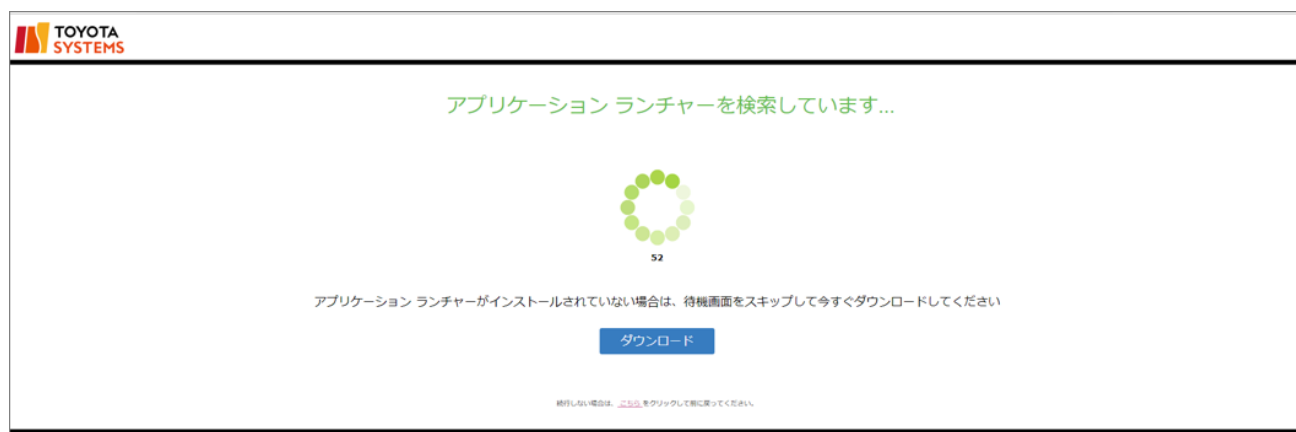 TOYOTA
SYSTEMS
アプリケーション ランチャーを検索しています...
52
アプリケーション ランチャーがインストールされていない場合は、待機画面をスキップして今すぐダウンロードしてください
ダウンロード
続行しない場合は、こちら をクリックして前に戻ってください。